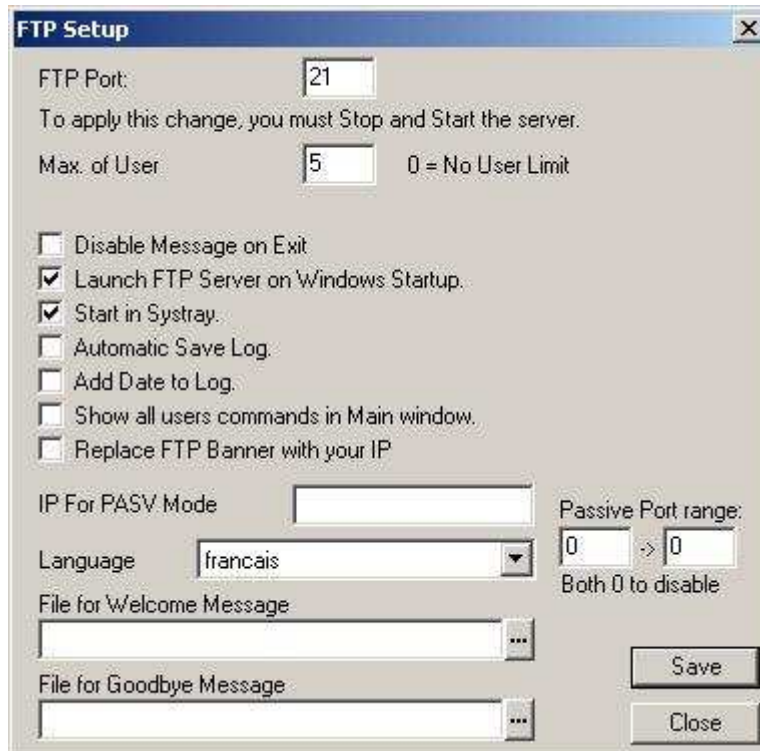 FTP Setup
FTP Port: 21
To apply this change, you must Stop and Start the server.
Max. of User 5 0 = No User Limit
Disable Message on Exit
Launch FTP Server on Windows Startup.
Start in Systray.
Automatic Save Log.
Add Date to Log.
Show all users commands in Main window.
Replace FTP Banner with your IP
IP For PASV Mode
Passive Port range:
0 -> 0
Both 0 to disable
Language francais
File for Welcome Message
...
File for Goodbye Message
...
Save
Close